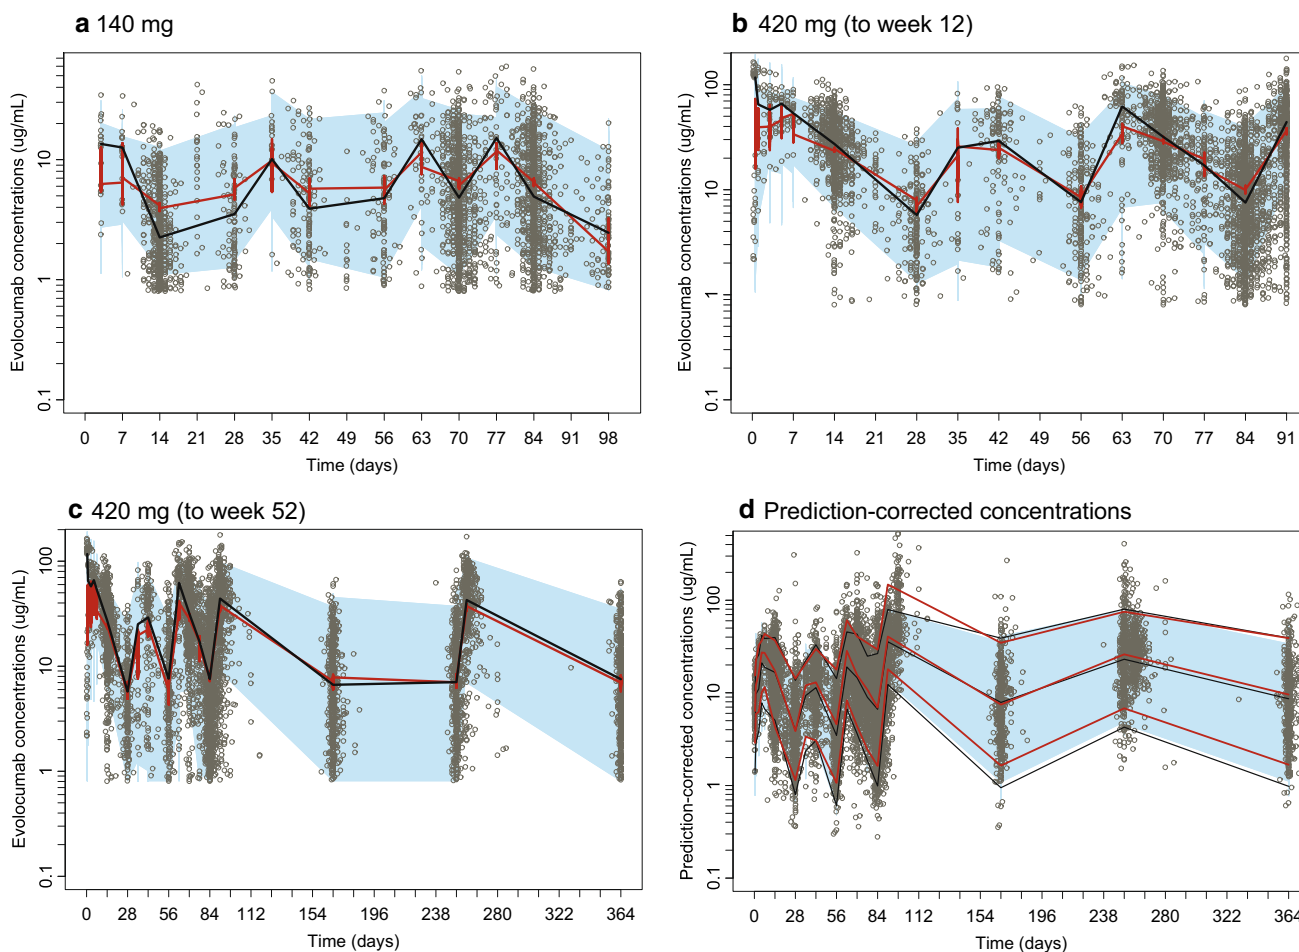 a 140 mg
Evolocumab concentrations (ug/mL)
10
1
0.1
0 7 14 21 28 35 42 49 56 63 70 77 84 91 98
Time (days)
b 420 mg (to week 12)
Evolocumab concentrations (ug/mL)
100
10
1
0.1
0 7 14 21 28 35 42 49 56 63 70 77 84 91
Time (days)
c 420 mg (to week 52)
Evolocumab concentrations (ug/mL)
100
10
1
0.1
0 28 56 84 112 154 196 238 280 322 364
Time (days)
d Prediction-corrected concentrations
Prediction-corrected concentrations (ug/mL)
100
10
1
0.1
0 28 56 84 112 154 196 238 280 322 364
Time (days)